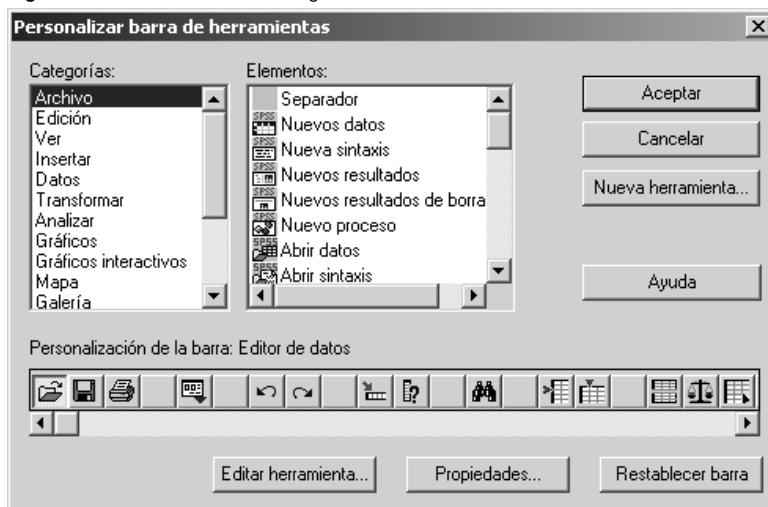 Personalizar barra de herramientas
Categorías:
Elementos:
Archivo
Edición
Ver
Insertar
Datos
Transformar
Analizar
Gráficos
Gráficos interactivos
Mapa
Galería
Separador
Nuevos datos
Nueva sintaxis
Nuevos resultados
Nuevos resultados de borra
Nuevo proceso
Abrir datos
Abrir sintaxis
Aceptar
Cancelar
Nueva herramienta...
Ayuda
Personalización de la barra: Editor de datos
Editar herramienta...
Propiedades...
Restablecer barra